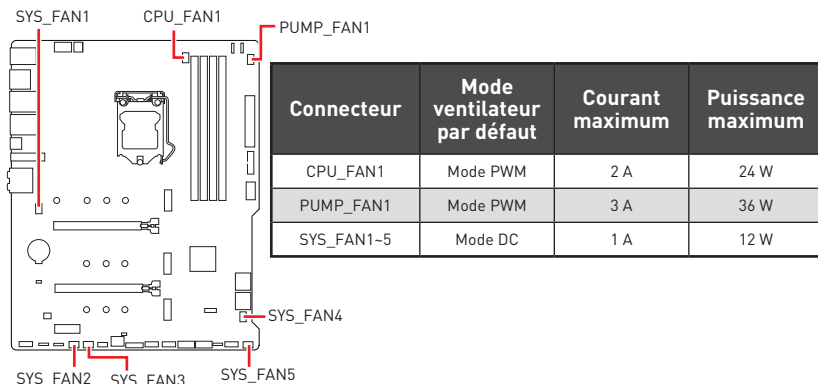 SYS_FAN1
CPU_FAN1
PUMP_FAN1
Connecteur
Mode
ventilateur
par défaut
Courant
maximum
Puissance
maximum
CPU_FAN1 Mode PWM 2 A 24 W
PUMP_FAN1 Mode PWM 3 A 36 W
SYS_FAN1~5 Mode DC 1 A 12 W
SYS_FAN4
SYS_FAN2
SYS_FAN3
SYS_FAN5